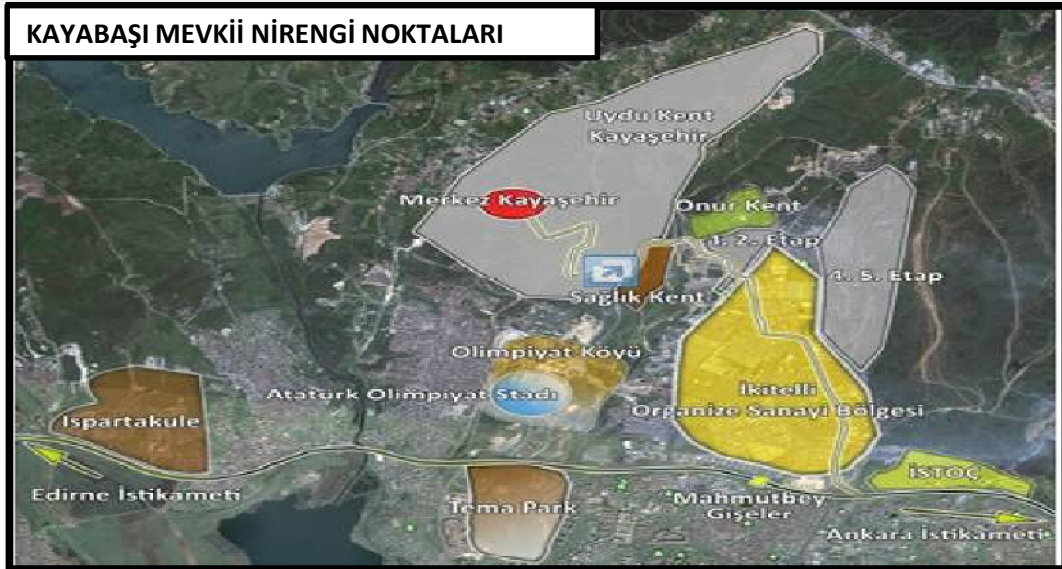 KAYABAŞI MEVKİİ NİRENGİ NOKTALARI
Uydu Kent
Kayaşehir
Merkez Kayaşehir
Onur Kent
1. 2. Etap
4. 5. Etap
Sağlık Kent
Olimpiyat Köyü
Atatürk Olimpiyat Stadı
İkitelli
Organize Sanayi Bölgesi
Ispartakule
İSTOÇ
Edirne İstikameti
Tema Park
Mahmutbey
Gişeler
Ankara İstikameti